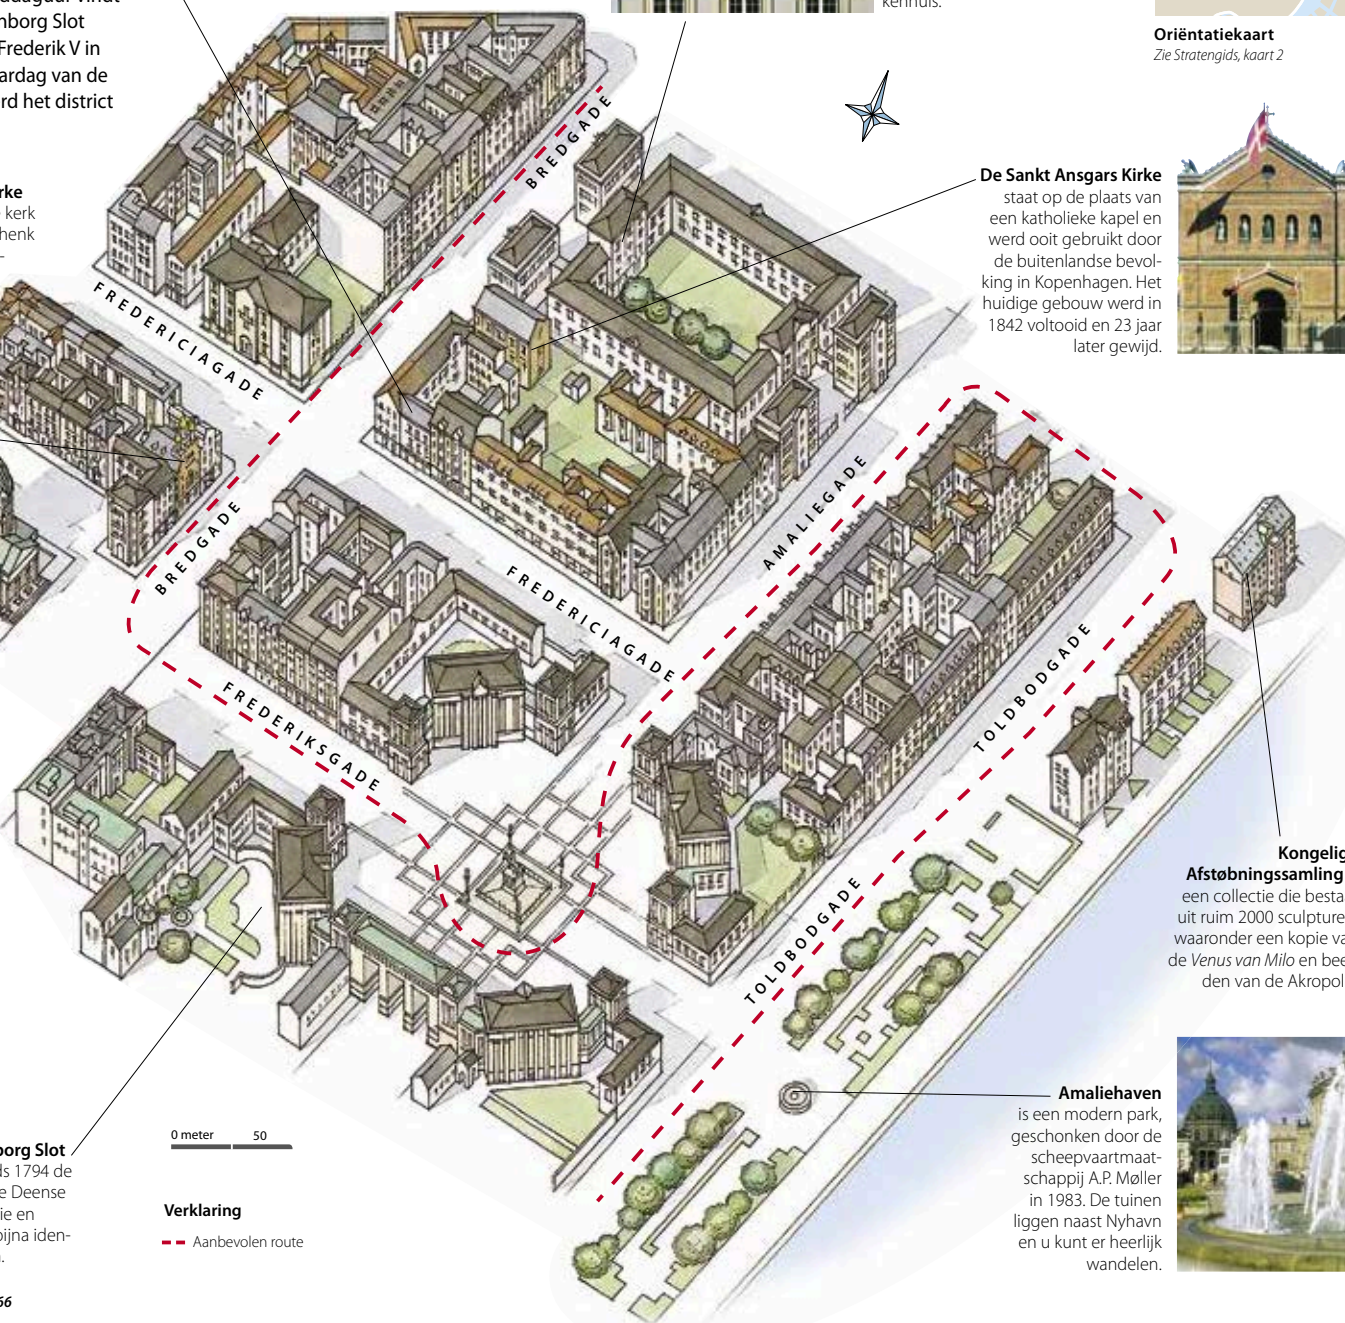 nborg Slot
Frederik V in
ardag van de
rd het district
kenhuis.
Oriëntatiekaart
Zie Stratengids, kaart 2
rke
kerk
henk
BREDGADE
FREDERICIAGADE
De Sankt Ansgars Kirke
staat op de plaats van
een katholieke kapel en
werd ooit gebruikt door
de buitenlandse bevol-
king in Kopenhagen. Het
huidige gebouw werd in
1842 voltooid en 23 jaar
later gewijd.
BREDGADE
FREDERICIAGADE
AMALIEGADE
FREDERIKSGADE
TOLDBODGADE
TOLDBODGADE
Kongelig
Afstøbningssamling
een collectie die besta
uit ruim 2000 sculpture
waaronder een kopie va
de Venus van Milo en bee
den van de Akropol
Amaliehaven
is een modern park,
geschonken door de
scheepvaartmaat-
schappij A.P. Møller
in 1983. De tuinen
liggen naast Nyhavn
en u kunt er heerlijk
wandelen.
borg Slot
ds 1794 de
e Deense
ie en
bijna iden-
0 meter 50
Verklaring
Aanbevolen route
66